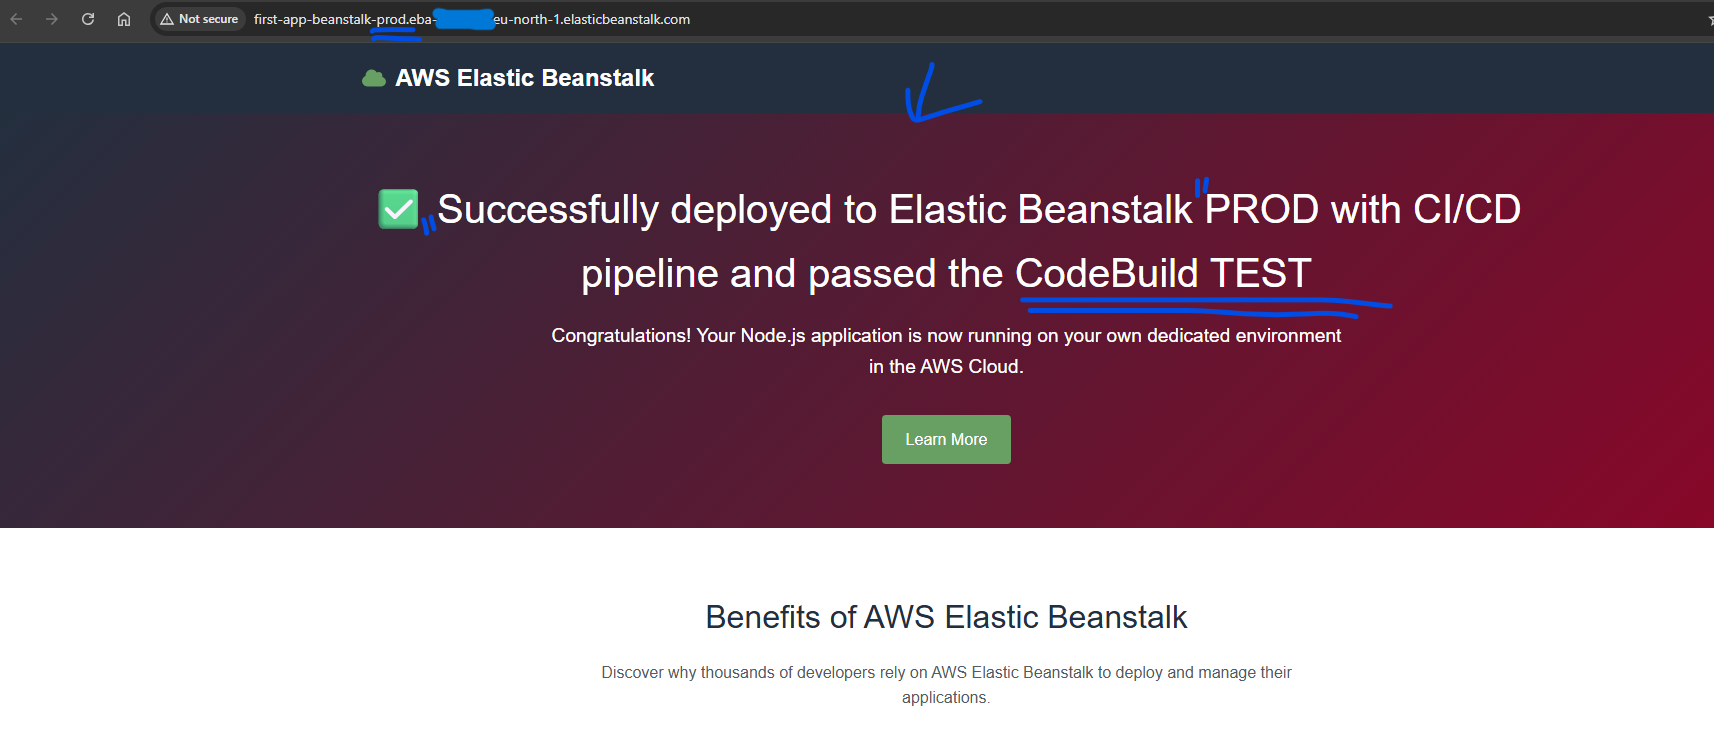 Not secure first-app-beanstalk-prod.eba- eu-north-1.elasticbeanstalk.com
AWS Elastic Beanstalk
✅ "Successfully deployed to Elastic Beanstalk "PROD with CI/CD
pipeline and passed the CodeBuild TEST
Congratulations! Your Node.js application is now running on your own dedicated environment
in the AWS Cloud.
Learn More
Benefits of AWS Elastic Beanstalk
Discover why thousands of developers rely on AWS Elastic Beanstalk to deploy and manage their
applications.